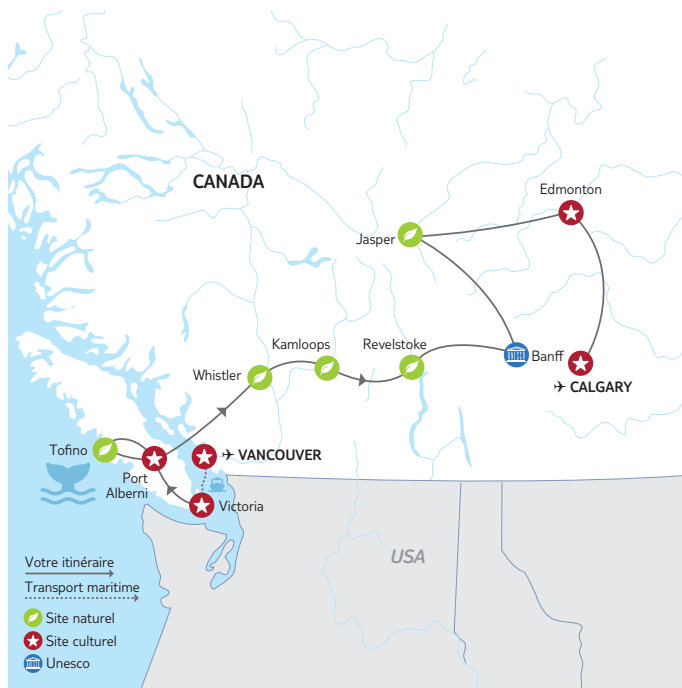 CANADA
Edmonton
Jasper
Kamloops
Revelstoke
Banff
Whistler
CALGARY
Tofino
VANCOUVER
Port
Alberni
Victoria
USA
Votre itinéraire
Transport maritime
Site naturel
Site culturel
Unesco